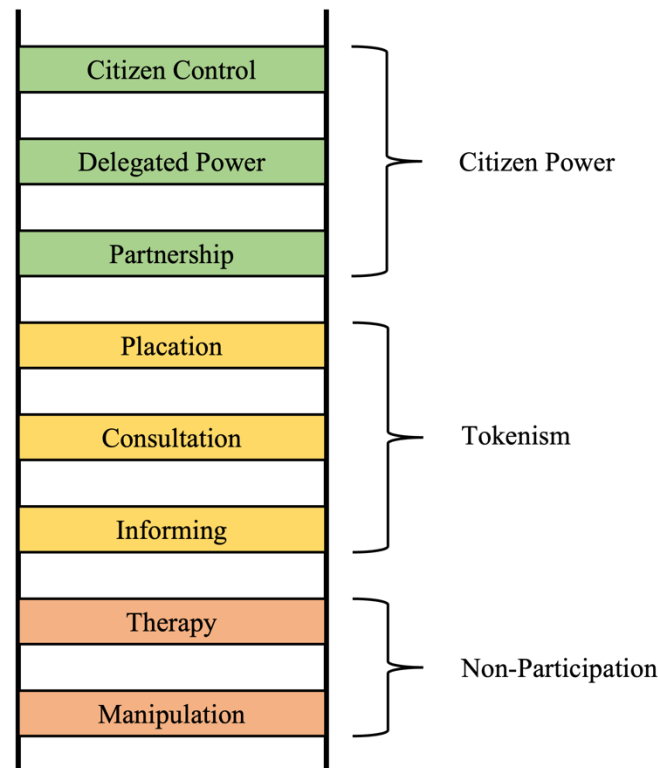 Citizen Control
Delegated Power
Citizen Power
Partnership
Placation
Consultation
Tokenism
Informing
Therapy
Non-Participation
Manipulation